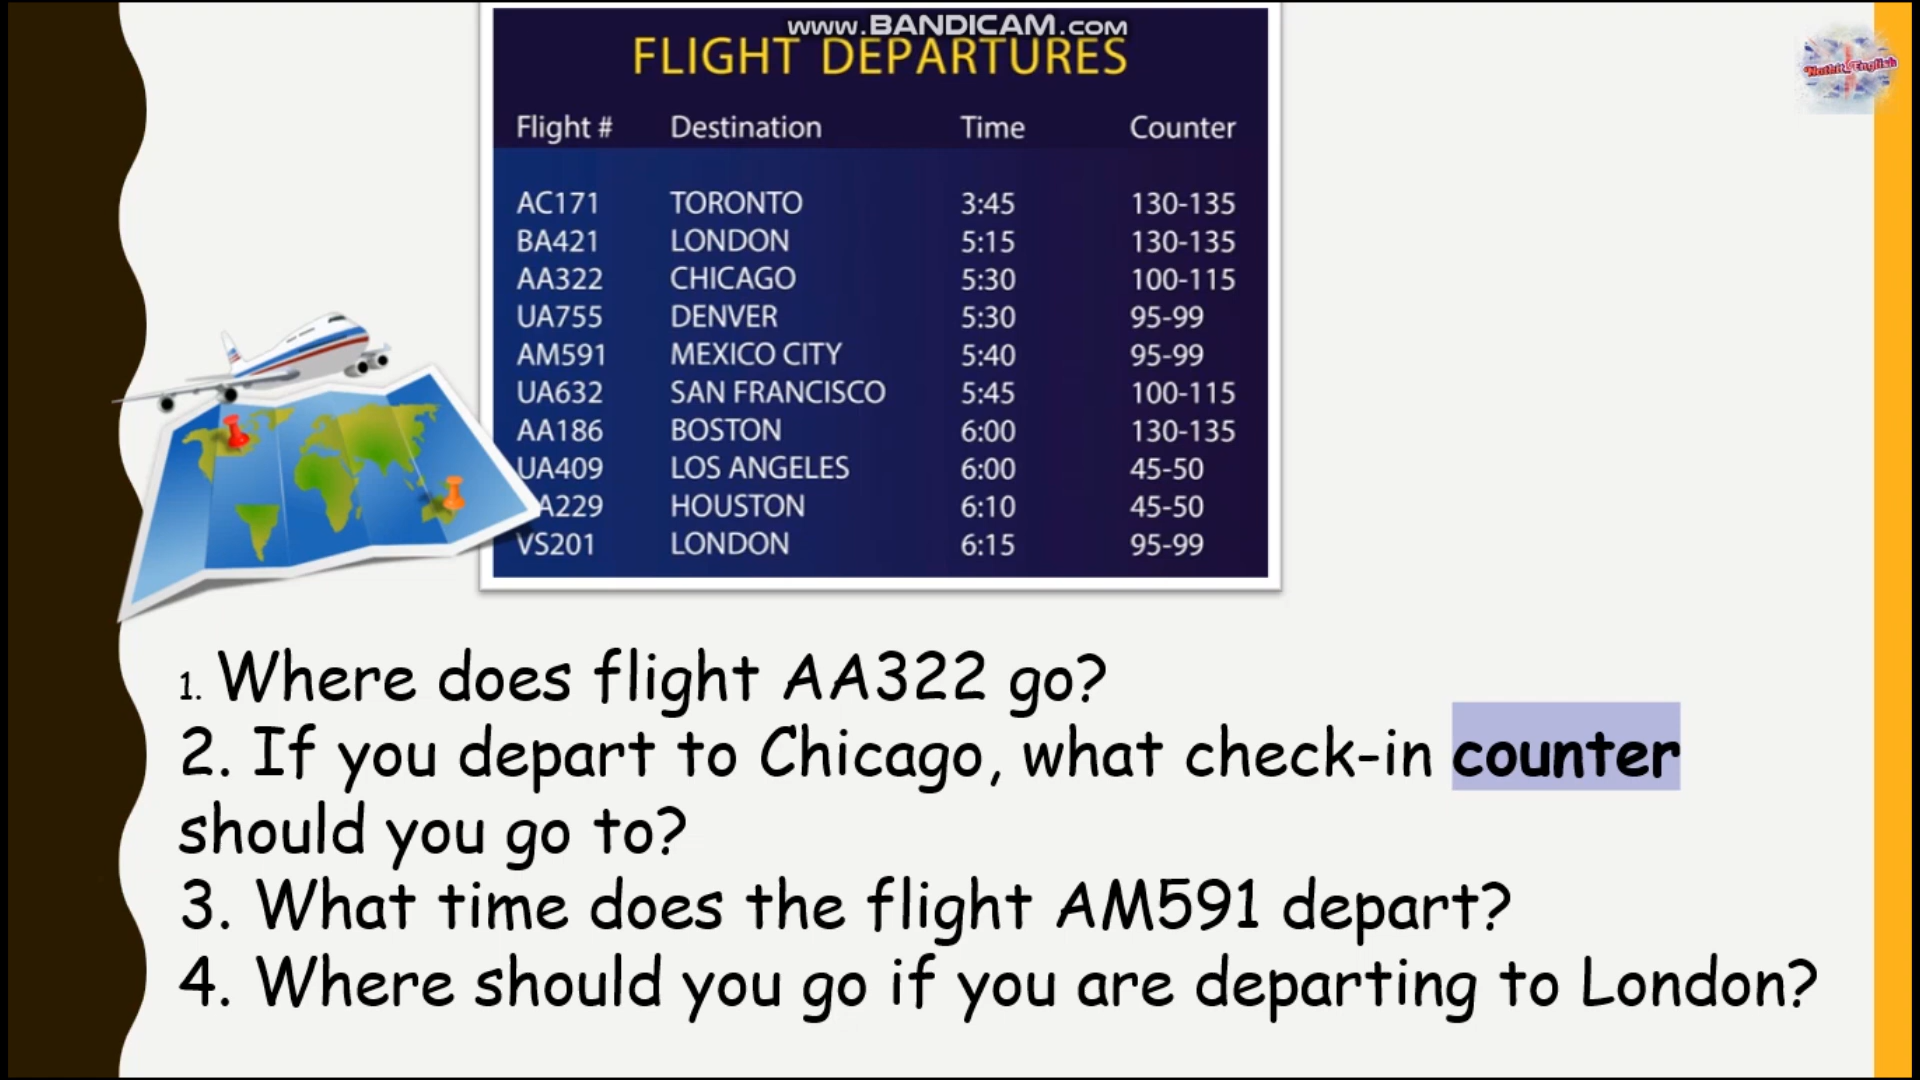 www.BANDICAM.com
FLIGHT DEPARTURES
Flight # Destination Time Counter
AC171 TORONTO 3:45 130-135
BA421 LONDON 5:15 130-135
AA322 CHICAGO 5:30 100-115
UA755 DENVER 5:30 95-99
AM591 MEXICO CITY 5:40 95-99
UA632 SAN FRANCISCO 5:45 100-115
AA186 BOSTON 6:00 130-135
UA409 LOS ANGELES 6:00 45-50
A229 HOUSTON 6:10 45-50
VS201 LONDON 6:15 95-99
1. Where does flight AA322 go?
2. If you depart to Chicago, what check-in counter
should you go to?
3. What time does the flight AM591 depart?
4. Where should you go if you are departing to London?